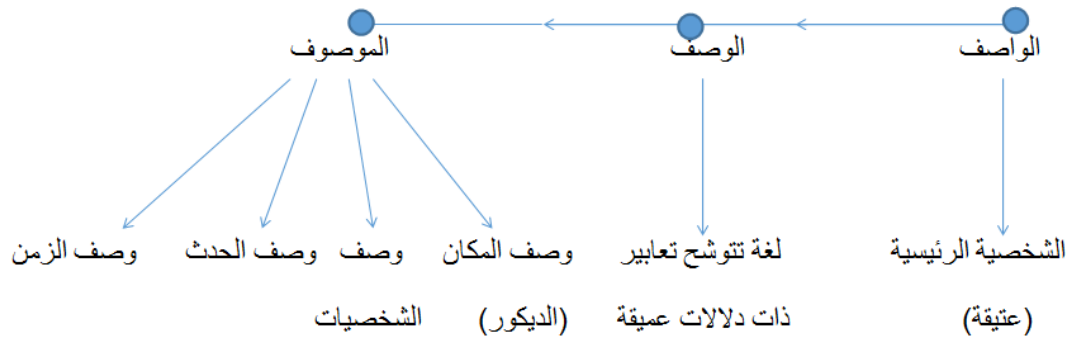 الواصف الوصف الموصوف
الشخصية الرئيسية لغة تتوشح تعابير وصف المكان وصف وصف الحدث وصف الزمن
(عتيقة) ذات دلالات عميقة (الديكور) الشخصيات